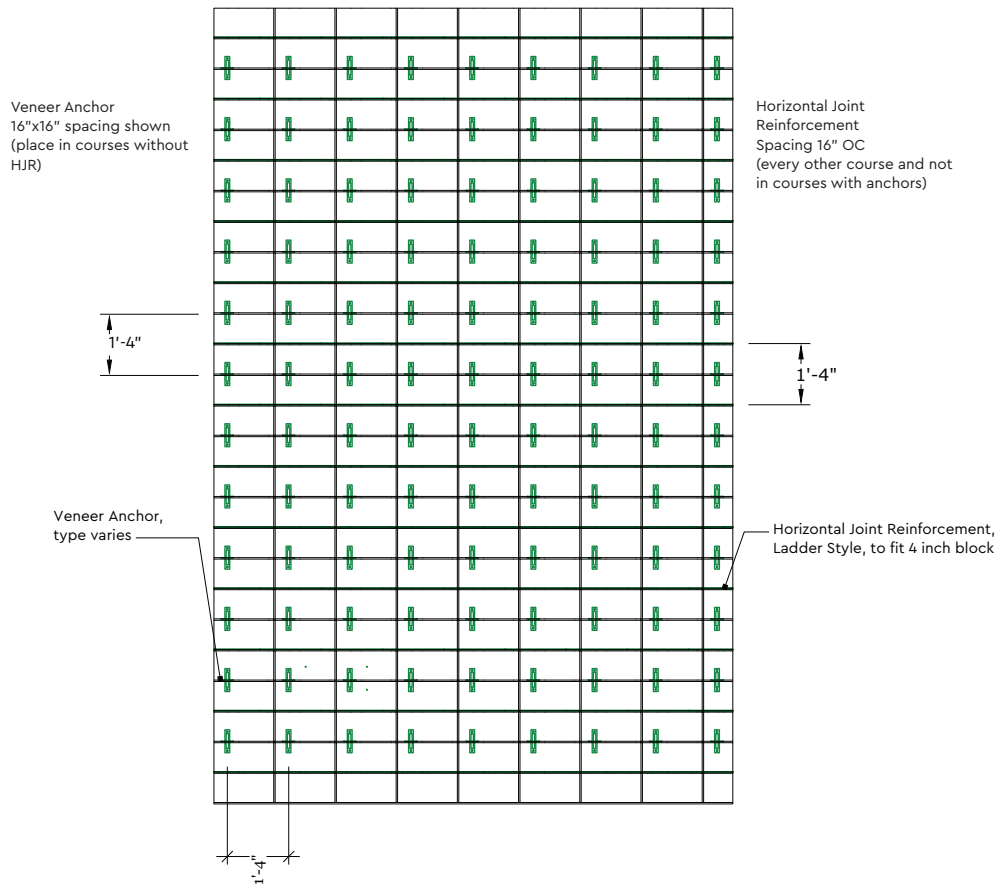 Veneer Anchor
16"x16" spacing shown
(place in courses without
HJR)
Horizontal Joint
Reinforcement
Spacing 16" OC
(every other course and not
in courses with anchors)
1'-4"
1'-4"
Veneer Anchor,
type varies
Horizontal Joint Reinforcement,
Ladder Style, to fit 4 inch block
1'-4"